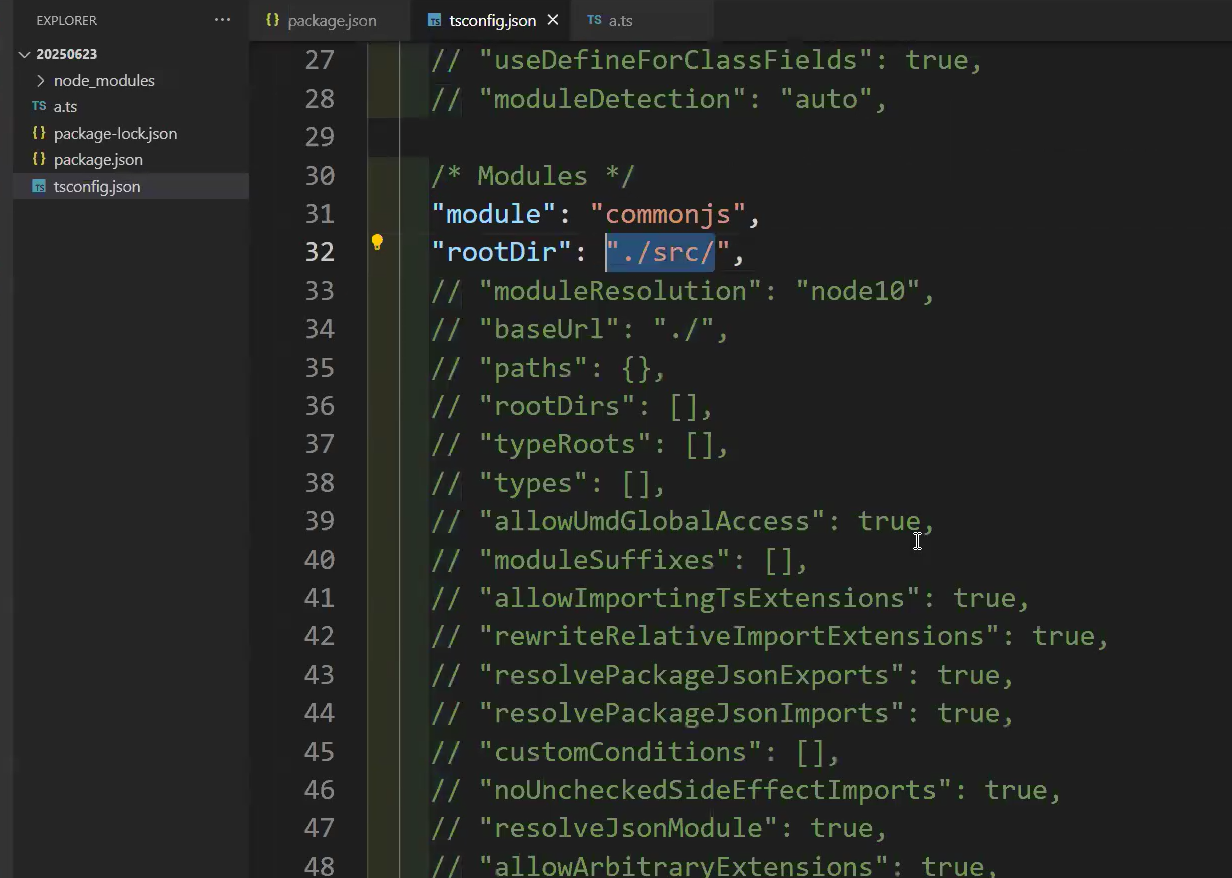 EXPLORER ...
20250623
node_modules
TS a.ts
{} package-lock.json
{} package.json
TS tsconfig.json
{} package.json TS tsconfig.json × TS a.ts
27 // "useDefineForClassFields": true,
28 // "moduleDetection": "auto",
29
30 /* Modules */
31 "module": "commonjs",
32 "rootDir": "./src/",
33 // "moduleResolution": "node10",
34 // "baseUrl": "./",
35 // "paths": {},
36 // "rootDirs": [],
37 // "typeRoots": [],
38 // "types": [],
39 // "allowUmdGlobalAccess": true,
40 // "moduleSuffixes": [],
41 // "allowImportingTsExtensions": true,
42 // "rewriteRelativeImportExtensions": true,
43 // "resolvePackageJsonExports": true,
44 // "resolvePackageJsonImports": true,
45 // "customConditions": [],
46 // "noUncheckedSideEffectImports": true,
47 // "resolveJsonModule": true,
48 // "allowArbitraryExtensions": true,